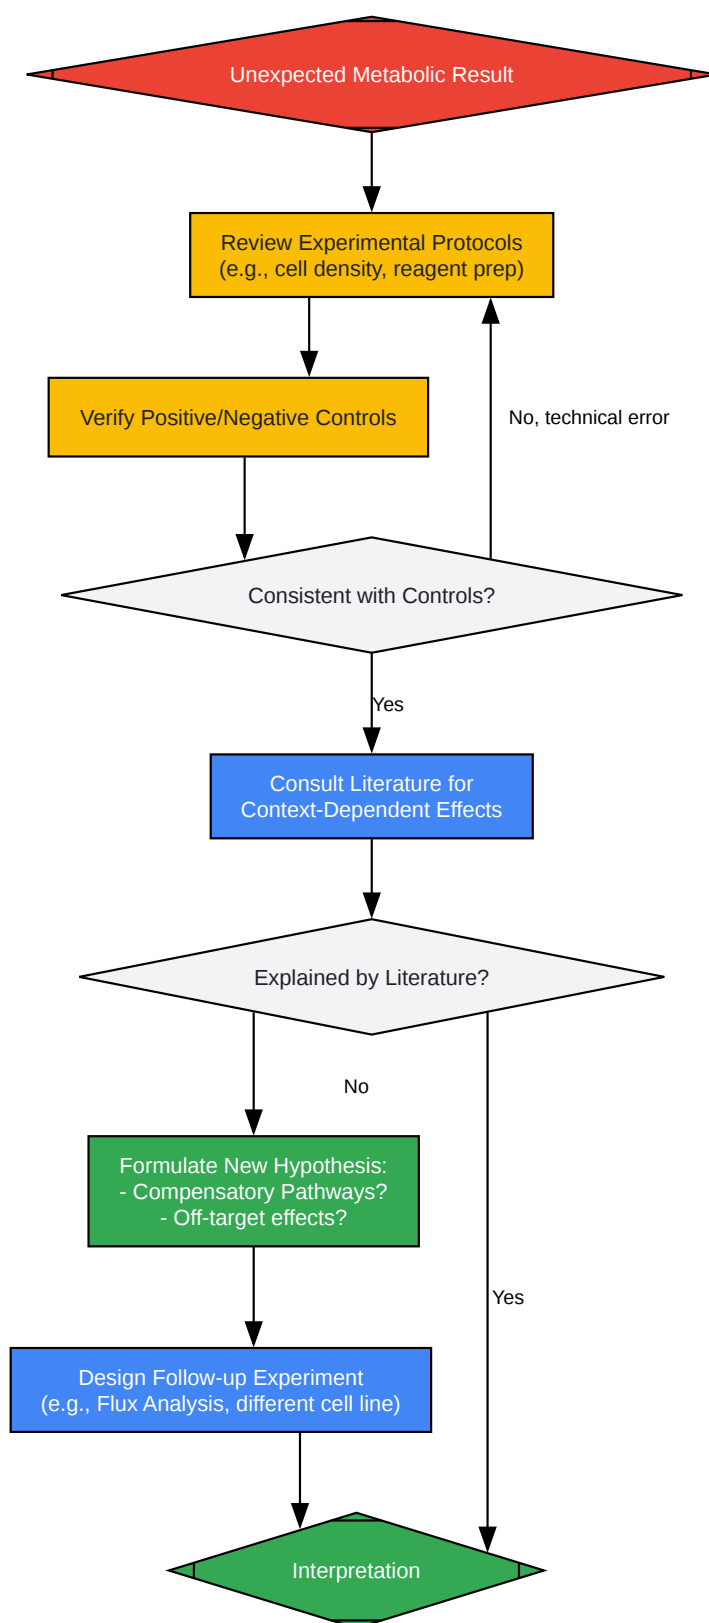 Unexpected Metabolic Result
Review Experimental Protocols
(e.g., cell density, reagent prep)
Verify Positive/Negative Controls
No, technical error
Consistent with Controls?
Yes
Consult Literature for
Context-Dependent Effects
Explained by Literature?
No
Formulate New Hypothesis:
- Compensatory Pathways?
- Off-target effects?
Yes
Design Follow-up Experiment
(e.g., Flux Analysis, different cell line)
Interpretation